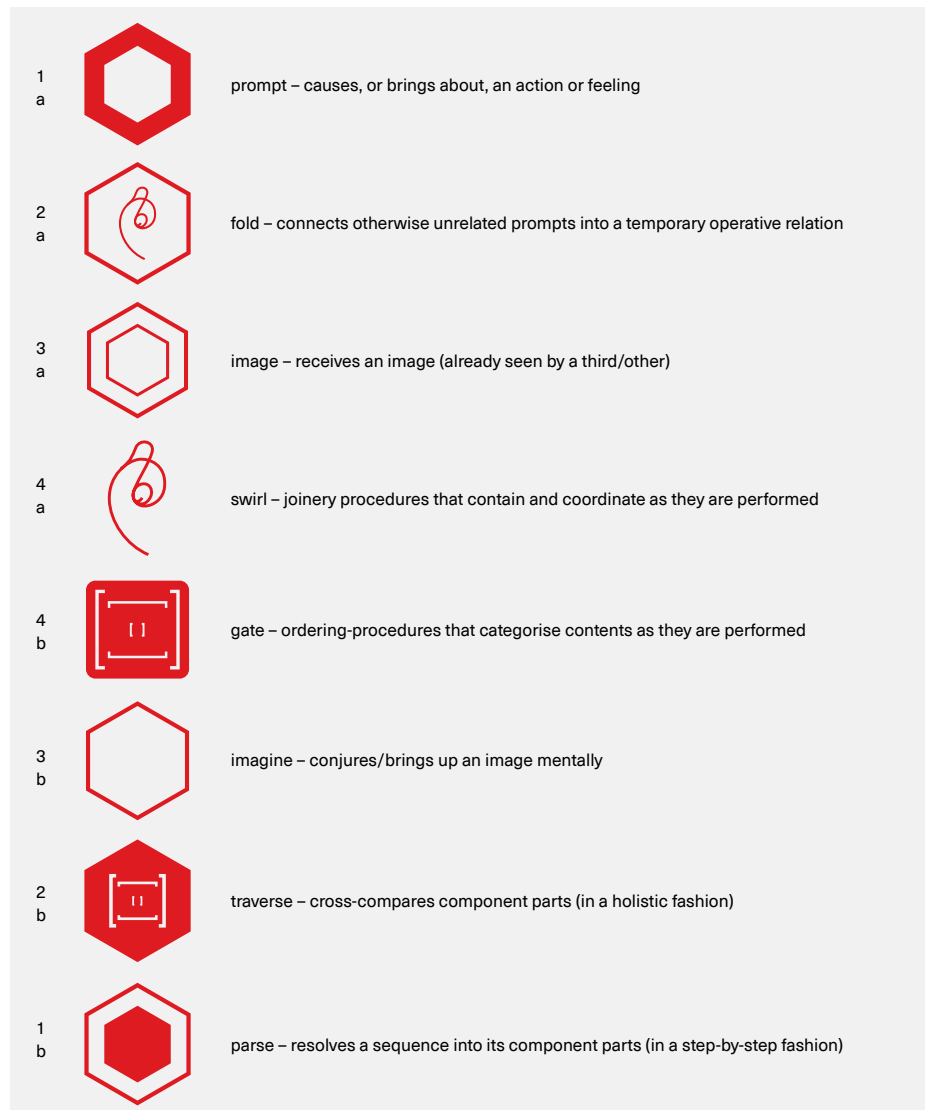 1
a
prompt – causes, or brings about, an action or feeling
2
a
fold – connects otherwise unrelated prompts into a temporary operative relation
3
a
image – receives an image (already seen by a third/other)
4
a
swirl – joinery procedures that contain and coordinate as they are performed
4
b
gate – ordering-procedures that categorise contents as they are performed
3
b
imagine – conjures/brings up an image mentally
2
b
traverse – cross-compares component parts (in a holistic fashion)
1
b
parse – resolves a sequence into its component parts (in a step-by-step fashion)